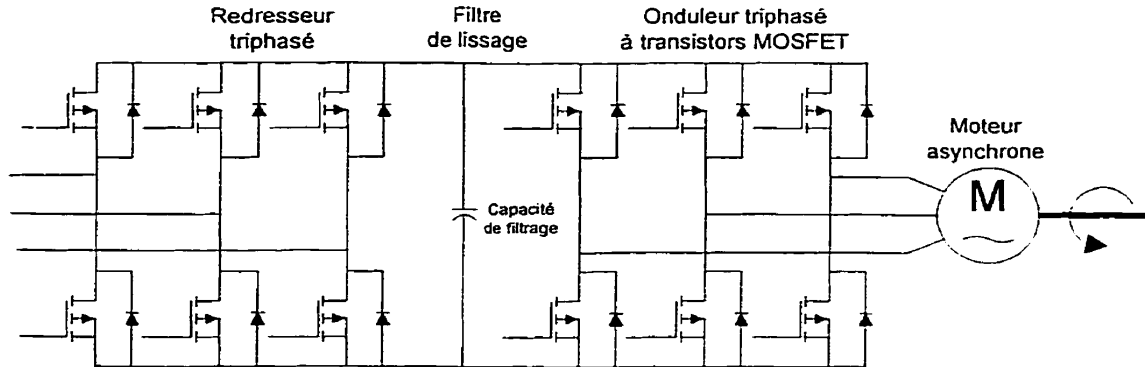 Redresseur
triphasé
Filtre
de lissage
Onduleur triphasé
à transistors MOSFET
Moteur
asynchrone
M
Capacité
de filtrage